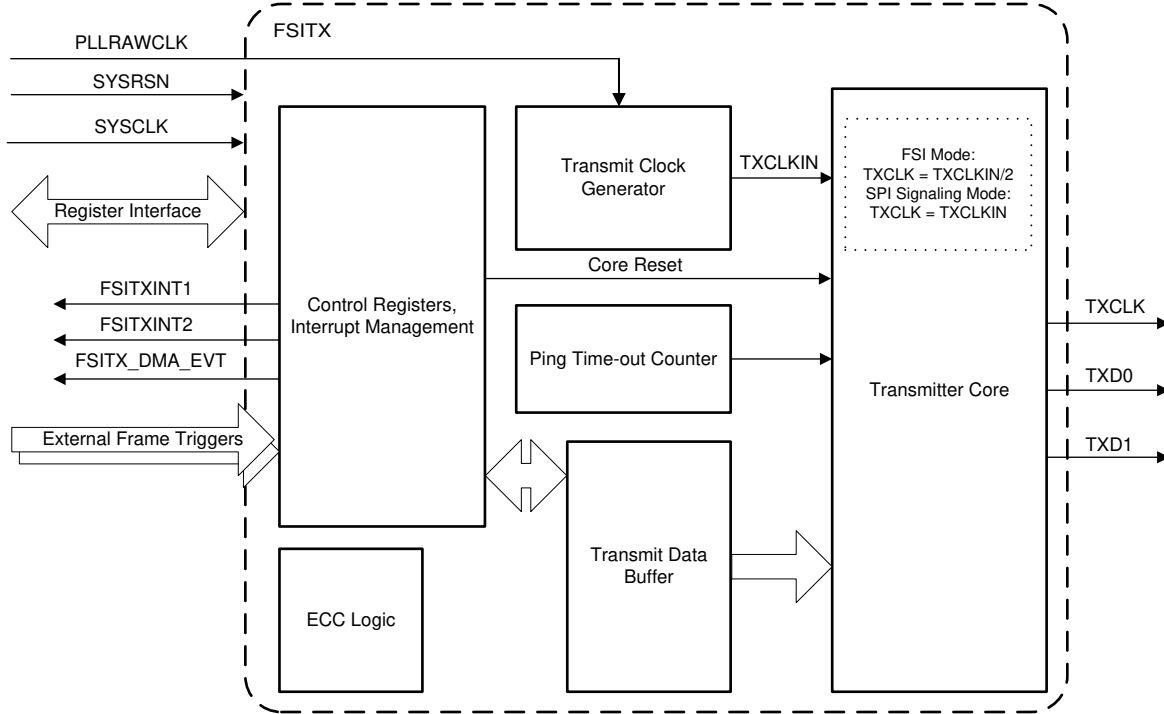 FSITX
PLLRAWCLK
SYSRSN
SYSCLK
Register Interface
FSITXINT1
FSITXINT2
FSITX_DMA_EVT
External Frame Triggers
Control Registers,
Interrupt Management
ECC Logic
Transmit Clock
Generator
TXCLKIN
Core Reset
Ping Time-out Counter
Transmit Data
Buffer
FSI Mode:
TXCLK = TXCLKIN/2
SPI Signaling Mode:
TXCLK = TXCLKIN
Transmitter Core
TXCLK
TXD0
TXD1